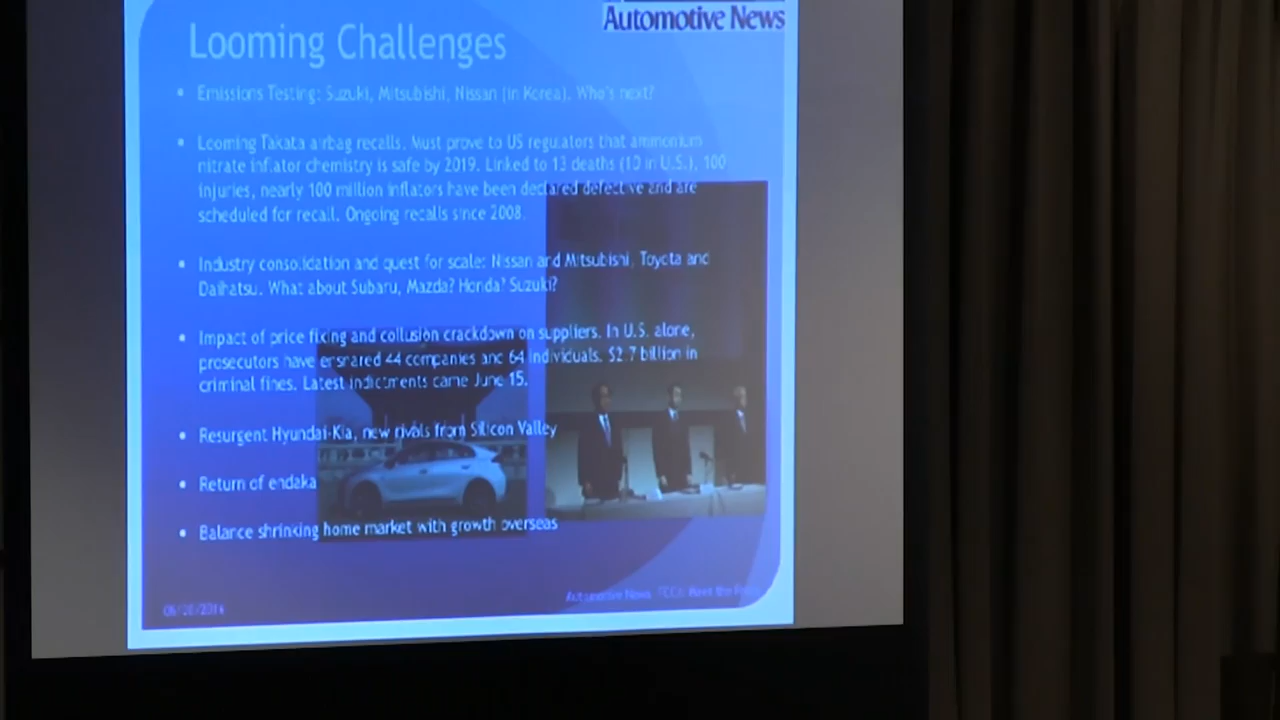 Automotive News
Looming Challenges
• Emissions Testing: Suzuki, Mitsubishi, Nissan (in Korea). Who's next?
• Looming Takata airbag recalls. Must prove to US regulators that ammonium
nitrate inflator chemistry is safe by 2019. Linked to 13 deaths (10 in U.S.), 100
injuries, nearly 100 million inflators have been declared defective and are
scheduled for recall. Ongoing recalls since 2008.
• Industry consolidation and quest for scale: Nissan and Mitsubishi, Toyota and
Daihatsu. What about Subaru, Mazda? Honda? Suzuki?
• Impact of price fixing and collusion crackdown on suppliers. In U.S. alone,
prosecutors have ensnared 44 companies and 64 individuals. $2.7 billion in
criminal fines. Latest indictments came June 15.
• Resurgent Hyundai-Kia, new rivals from Silicon Valley
• Return of endaka
• Balance shrinking home market with growth overseas
Automotive News Meet the